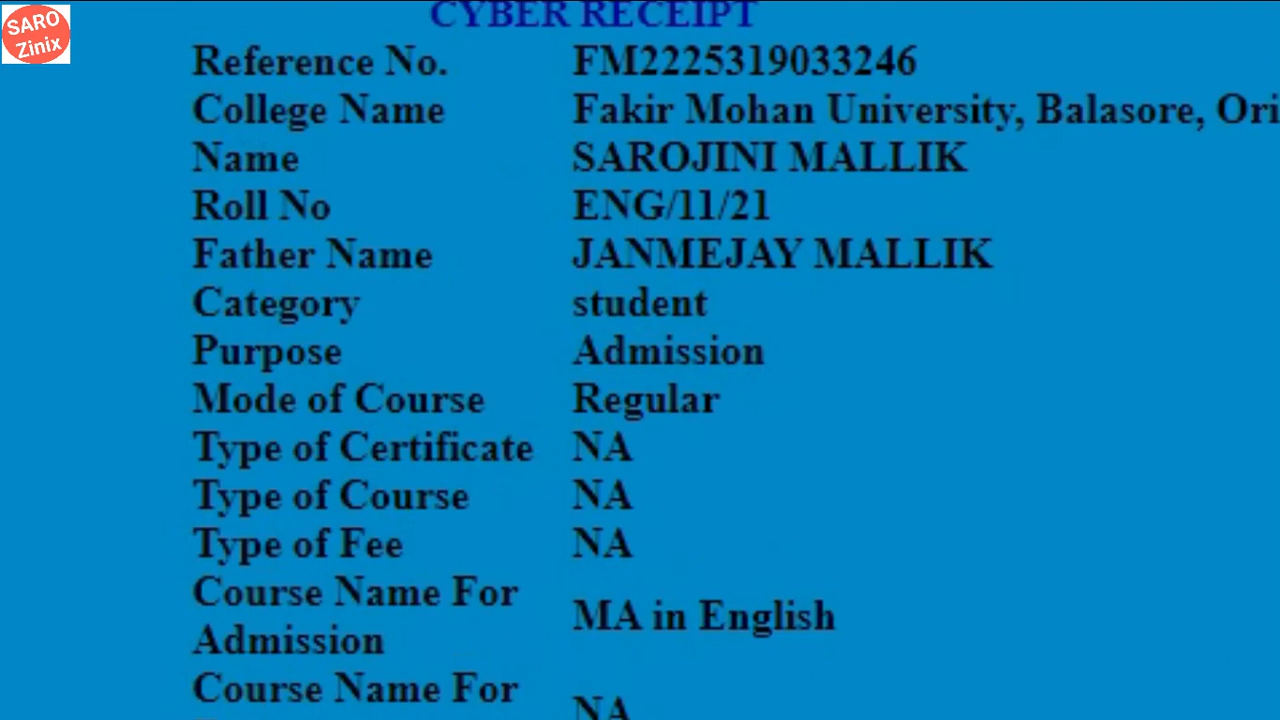 SARO
Zinix
CYBER RECEIPT
Reference No. FM2225319033246
College Name Fakir Mohan University, Balasore, Ori
Name SAROJINI MALLIK
Roll No ENG/11/21
Father Name JANMEJAY MALLIK
Category student
Purpose Admission
Mode of Course Regular
Type of Certificate NA
Type of Course NA
Type of Fee NA
Course Name For
Admission MA in English
Course Name For
NA